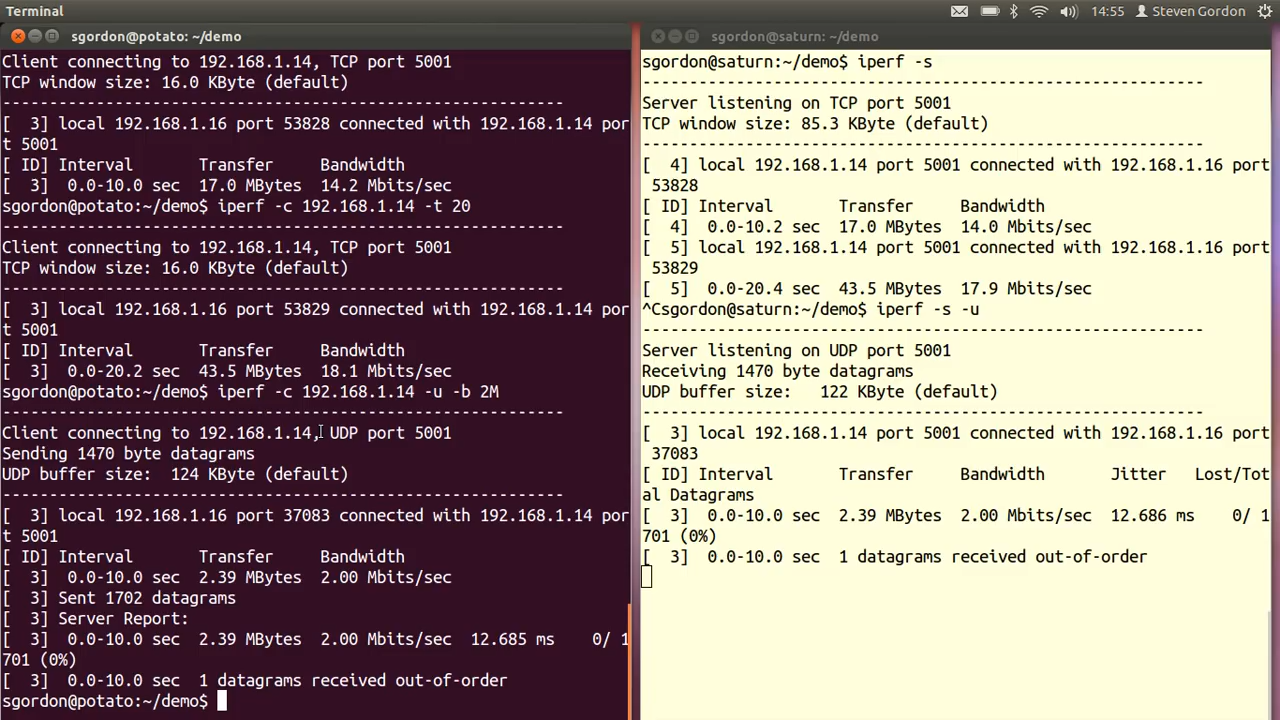 Terminal
14:55 Steven Gordon
sgordon@potato: ~/demo
Client connecting to 192.168.1.14, TCP port 5001
TCP window size: 16.0 KByte (default)
------------------------------------------------------------
[  3] local 192.168.1.16 port 53828 connected with 192.168.1.14 por
t 5001
[ ID] Interval       Transfer     Bandwidth
[  3]  0.0-10.0 sec  17.0 MBytes  14.2 Mbits/sec
sgordon@potato:~/demo$ iperf -c 192.168.1.14 -t 20
------------------------------------------------------------
Client connecting to 192.168.1.14, TCP port 5001
TCP window size: 16.0 KByte (default)
------------------------------------------------------------
[  3] local 192.168.1.16 port 53829 connected with 192.168.1.14 por
t 5001
[ ID] Interval       Transfer     Bandwidth
[  3]  0.0-20.2 sec  43.5 MBytes  18.1 Mbits/sec
sgordon@potato:~/demo$ iperf -c 192.168.1.14 -u -b 2M
------------------------------------------------------------
Client connecting to 192.168.1.14, UDP port 5001
Sending 1470 byte datagrams
UDP buffer size:  124 KByte (default)
------------------------------------------------------------
[  3] local 192.168.1.16 port 37083 connected with 192.168.1.14 por
t 5001
[ ID] Interval       Transfer     Bandwidth
[  3]  0.0-10.0 sec  2.39 MBytes  2.00 Mbits/sec
[  3] Sent 1702 datagrams
[  3] Server Report:
[  3]  0.0-10.0 sec  2.39 MBytes  2.00 Mbits/sec  12.685 ms    0/ 1
701 (0%)
[  3]  0.0-10.0 sec  1 datagrams received out-of-order
sgordon@potato:~/demo$
sgordon@saturn: ~/demo
sgordon@saturn:~/demo$ iperf -s
------------------------------------------------------------
Server listening on TCP port 5001
TCP window size: 85.3 KByte (default)
------------------------------------------------------------
[  4] local 192.168.1.14 port 5001 connected with 192.168.1.16 port
 53828
[ ID] Interval       Transfer     Bandwidth
[  4]  0.0-10.2 sec  17.0 MBytes  14.0 Mbits/sec
[  5] local 192.168.1.14 port 5001 connected with 192.168.1.16 port
 53829
[  5]  0.0-20.4 sec  43.5 MBytes  17.9 Mbits/sec
^Csgordon@saturn:~/demo$ iperf -s -u
------------------------------------------------------------
Server listening on UDP port 5001
Receiving 1470 byte datagrams
UDP buffer size:   122 KByte (default)
------------------------------------------------------------
[  3] local 192.168.1.14 port 5001 connected with 192.168.1.16 port
 37083
[ ID] Interval       Transfer     Bandwidth       Jitter   Lost/Tot
al Datagrams
[  3]  0.0-10.0 sec  2.39 MBytes  2.00 Mbits/sec  12.686 ms    0/ 1
701 (0%)
[  3]  0.0-10.0 sec  1 datagrams received out-of-order